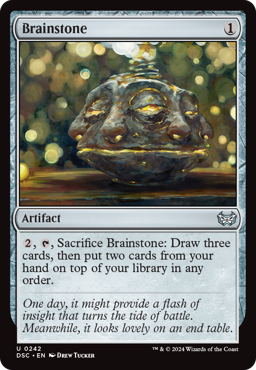 Brainstone 1
Artifact
2, T, Sacrifice Brainstone: Draw three
cards, then put two cards from your
hand on top of your library in any
order.
One day, it might provide a flash of
insight that turns the tide of battle.
Meanwhile, it looks lovely on an end table.
U 0242
DSC • EN DREW TUCKER
™ & © 2024 Wizards of the Coast